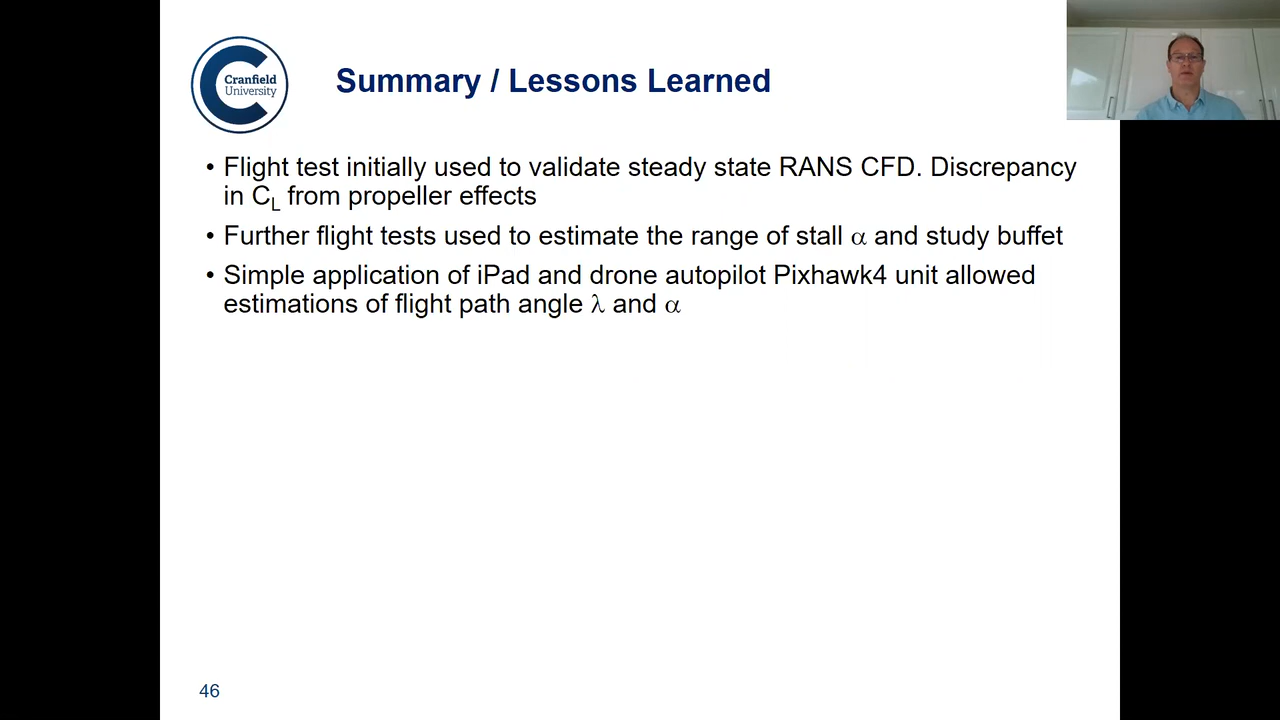 Cranfield
University
Summary / Lessons Learned
• Flight test initially used to validate steady state RANS CFD. Discrepancy
in CL from propeller effects
• Further flight tests used to estimate the range of stall α and study buffet
• Simple application of iPad and drone autopilot Pixhawk4 unit allowed
estimations of flight path angle λ and α
46